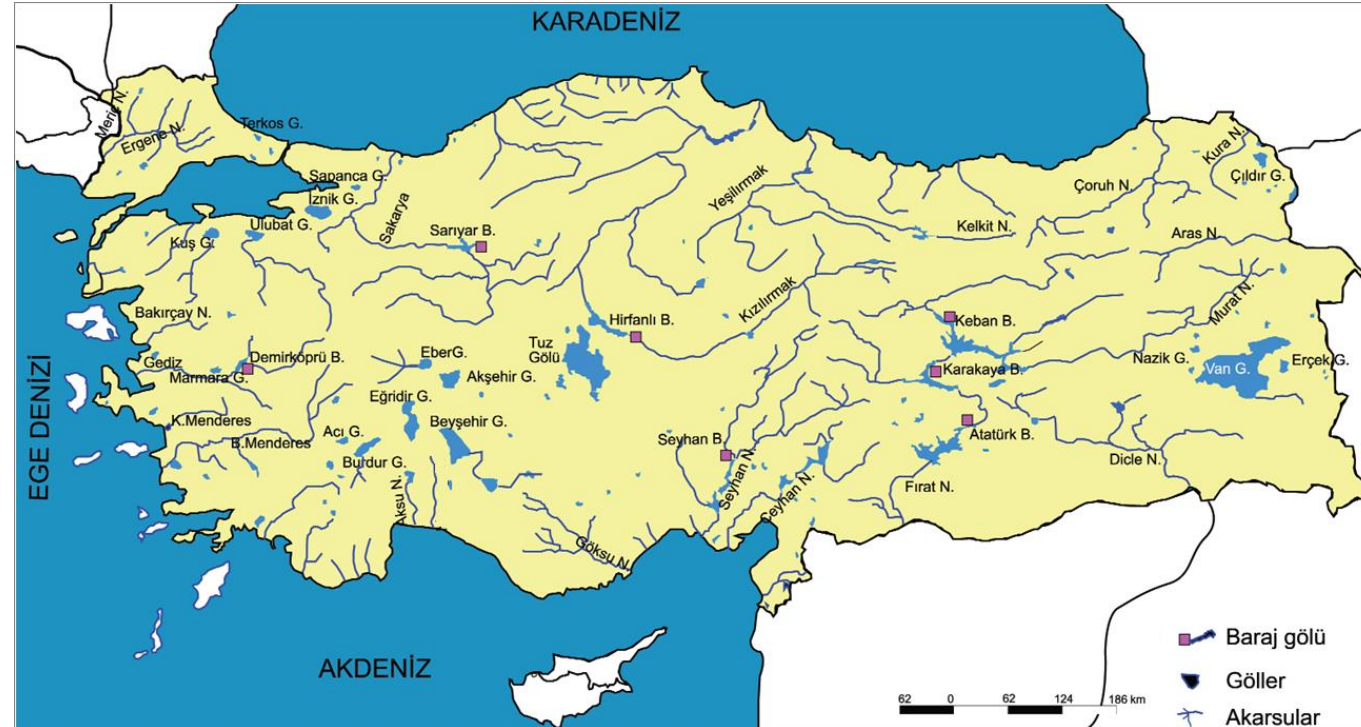 KARADENİZ
Meriç N.
Ergene N.
Terkos G.
Sapanca G.
İznik G.
Ulubat G.
Kuş G.
Sakarya
Sarıyar B.
Yeşilırmak
Kelkit N.
Çoruh N.
Kura N.
Çıldır G.
Aras N.
Bakırçay N.
Gediz
Marmara G.
Demirköprü B.
EberG.
Akşehir G.
Tuz
Gölü
Hirfanlı B.
Kızılırmak
Keban B.
Karakaya B.
Murat N.
Nazik G.
Van G.
Erçek G.
EGE DENİZİ
K.Menderes
B.Menderes
Acı G.
Burdur G.
Eğridir G.
Beyşehir G.
Aksu N.
Göksu N.
Seyhan B.
Seyhan N.
Ceyhan N.
Atatürk B.
Fırat N.
Dicle N.
AKDENİZ
Baraj gölü
Göller
Akarsular
62 0 62 124 186 km